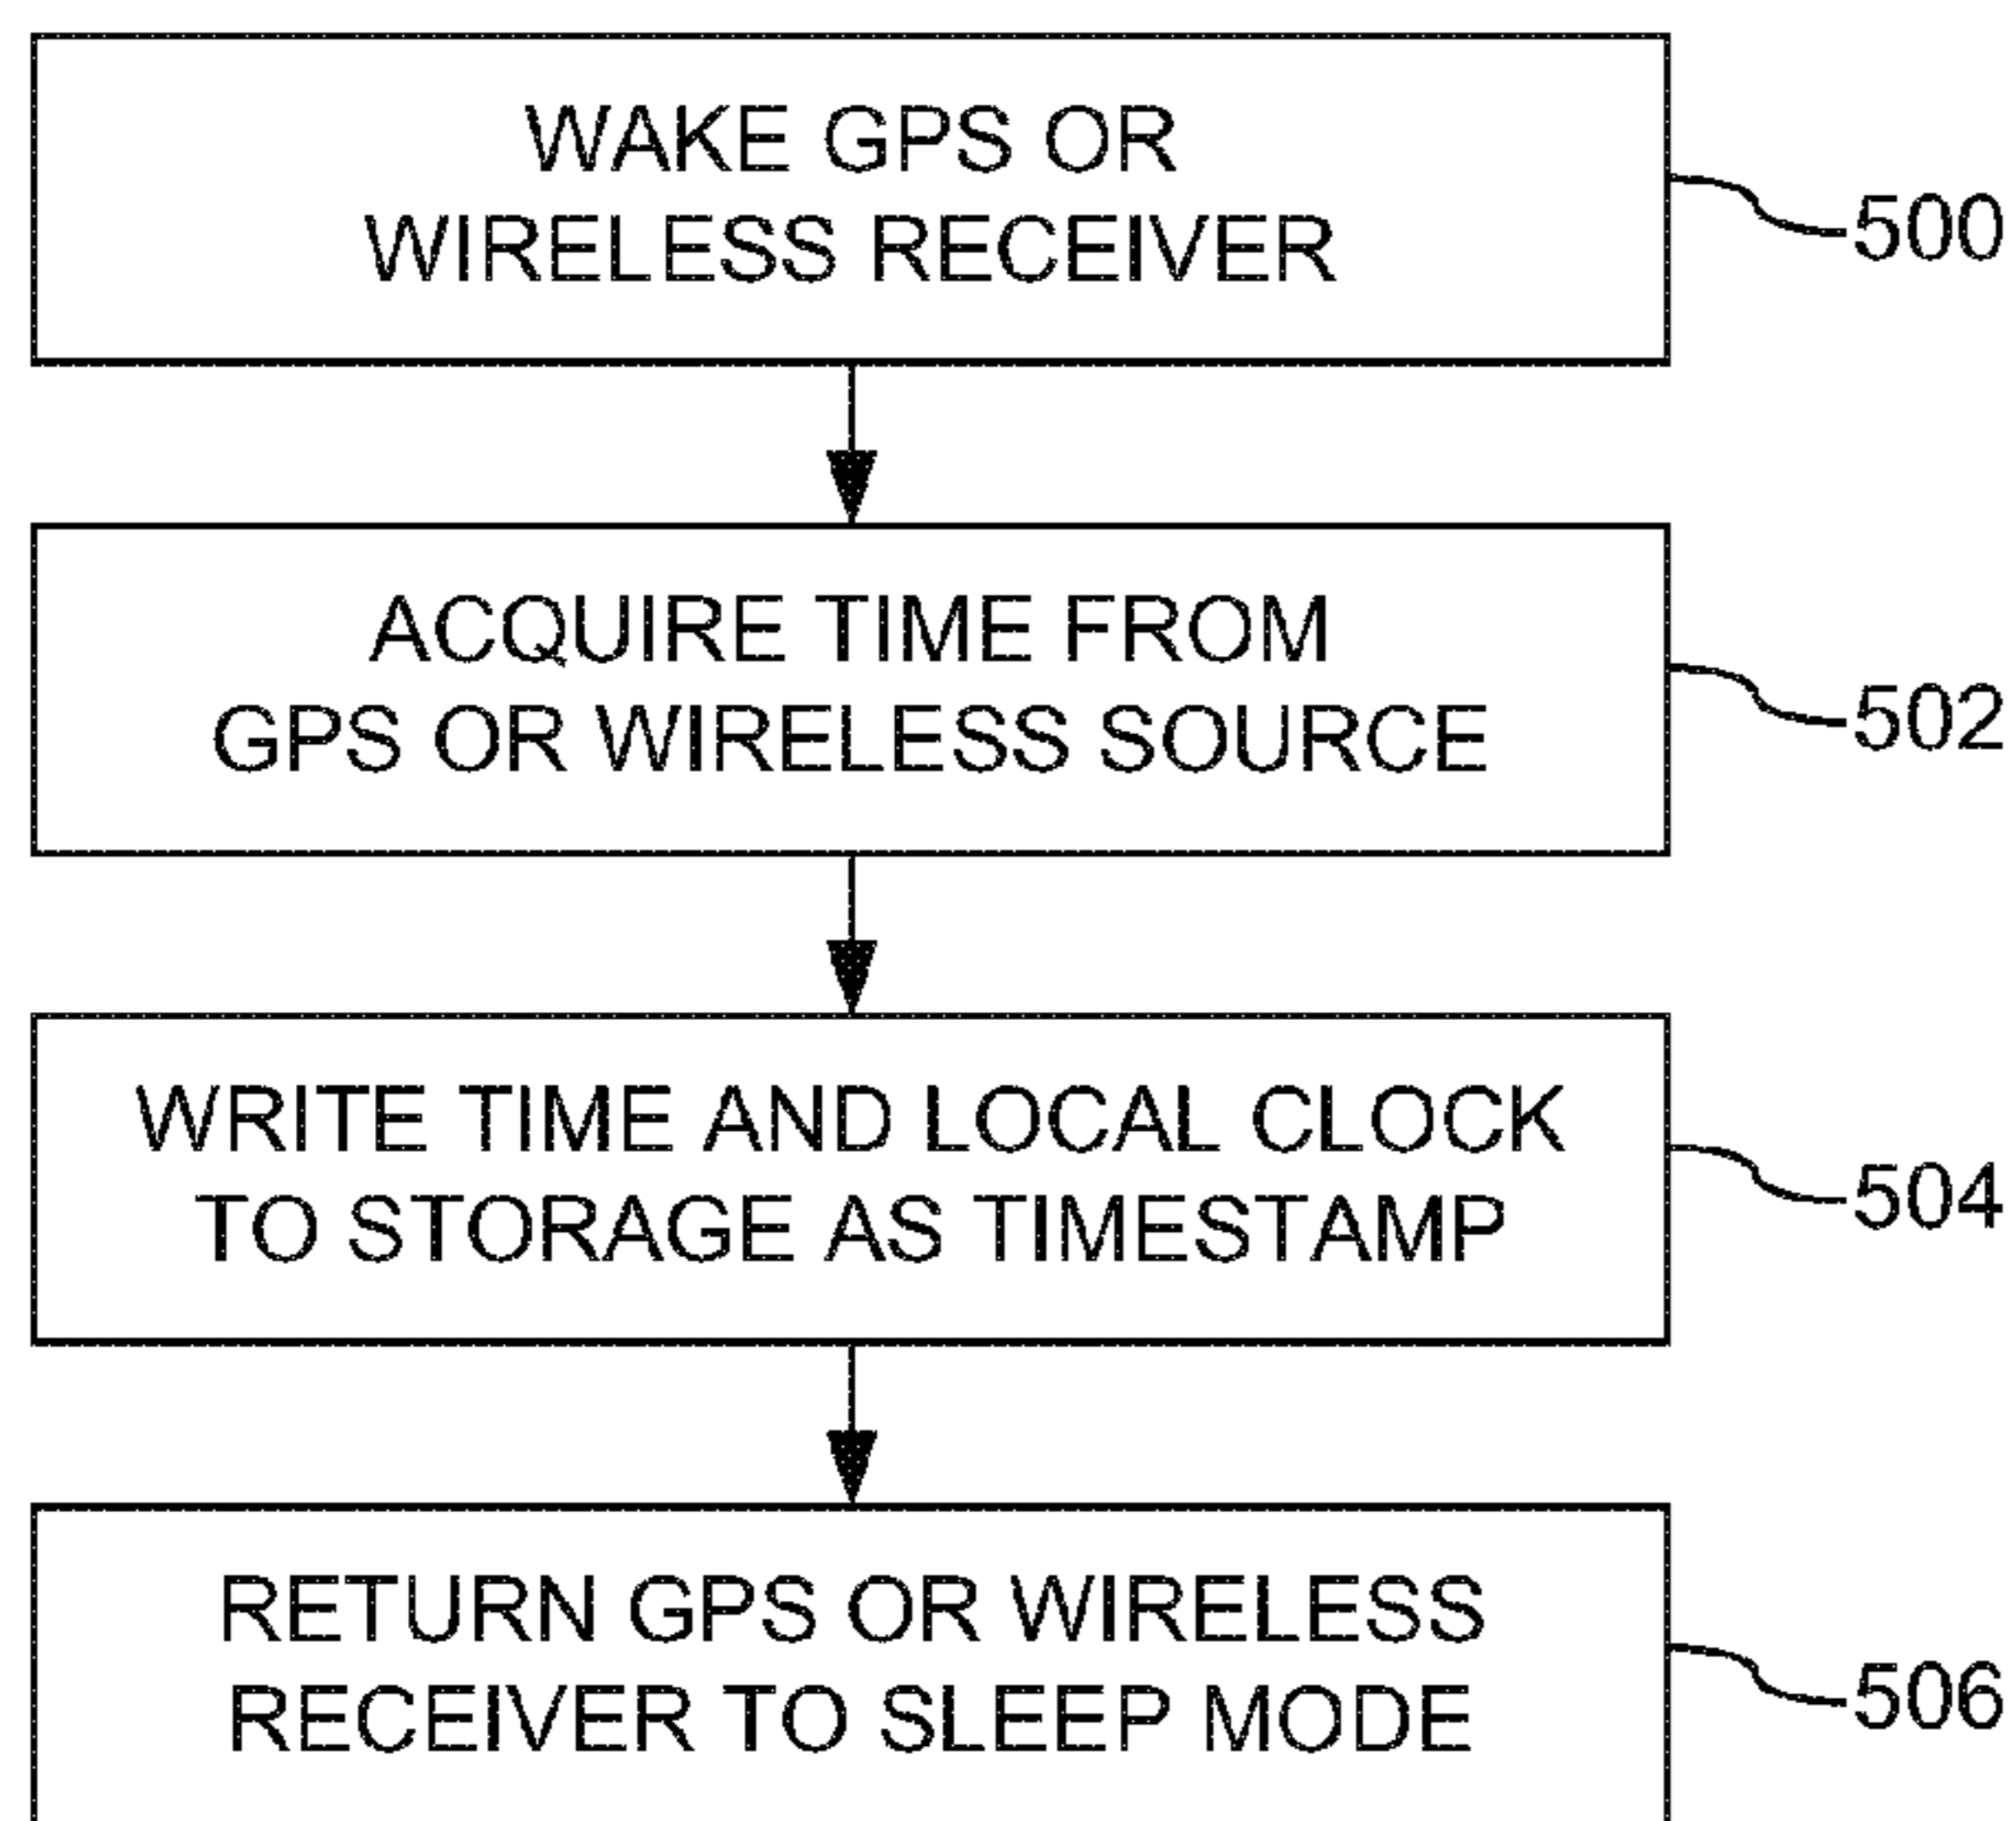 WAKE GPS OR
WIRELESS RECEIVER
500
ACQUIRE TIME FROM
GPS OR WIRELESS SOURCE
502
WRITE TIME AND LOCAL CLOCK
TO STORAGE AS TIMESTAMP
504
RETURN GPS OR WIRELESS
RECEIVER TO SLEEP MODE
506